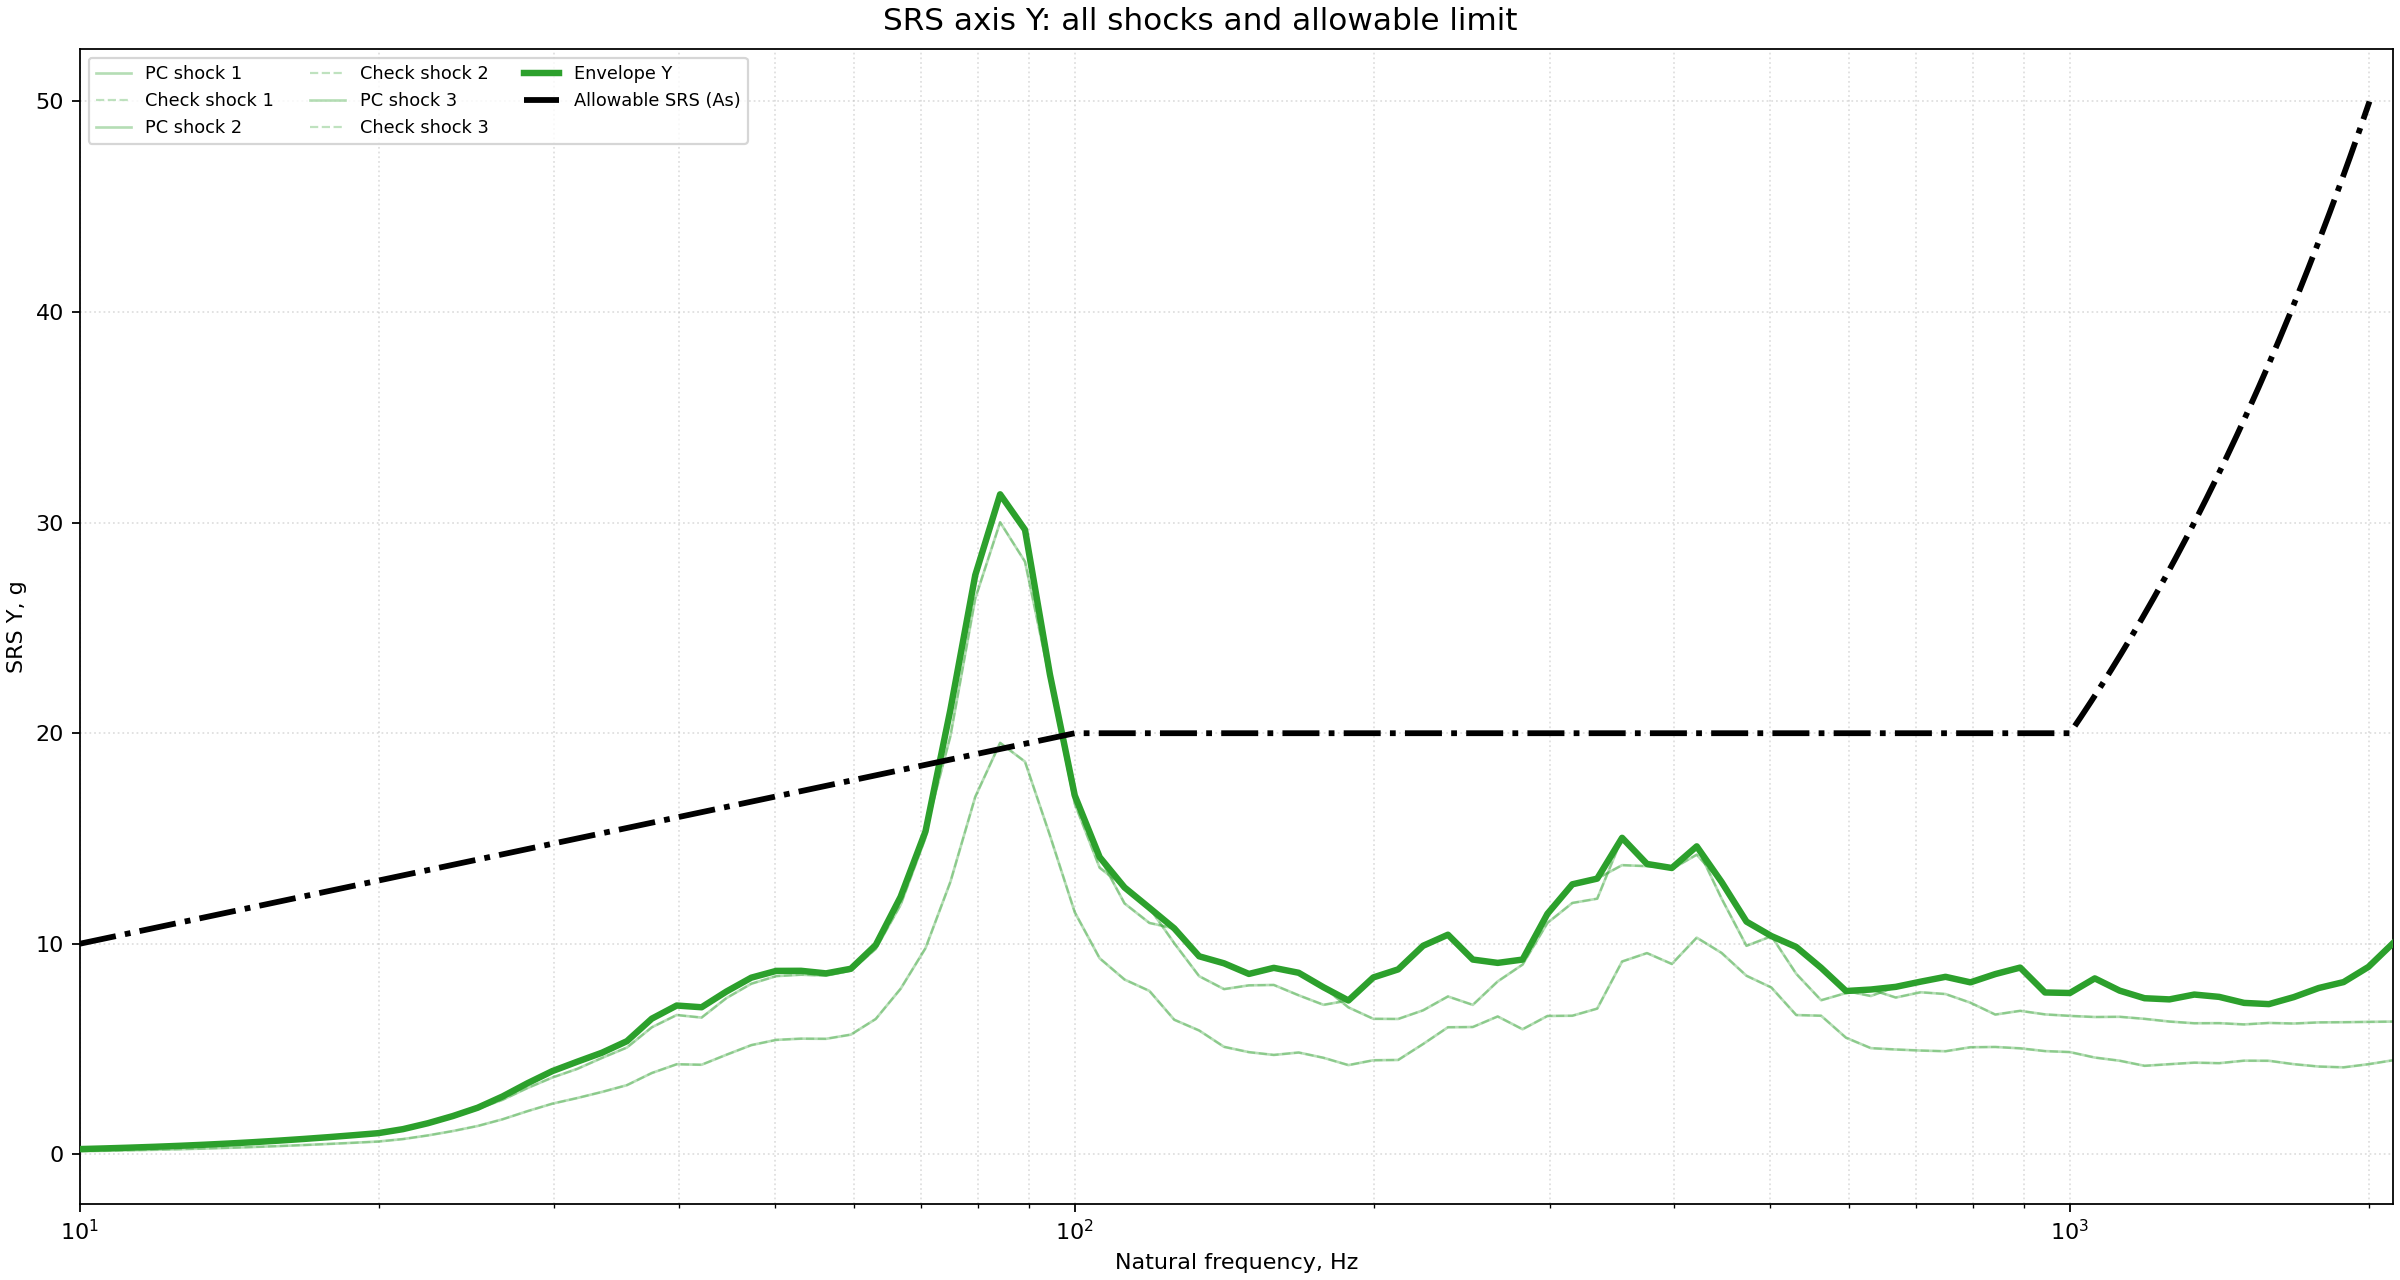 SRS axis Y: all shocks and allowable limit
PC shock 1
Check shock 1
PC shock 2
Check shock 2
PC shock 3
Check shock 3
Envelope Y
Allowable SRS (As)
50
40
30
20
10
0
SRS Y, g
10¹
10²
10³
Natural frequency, Hz